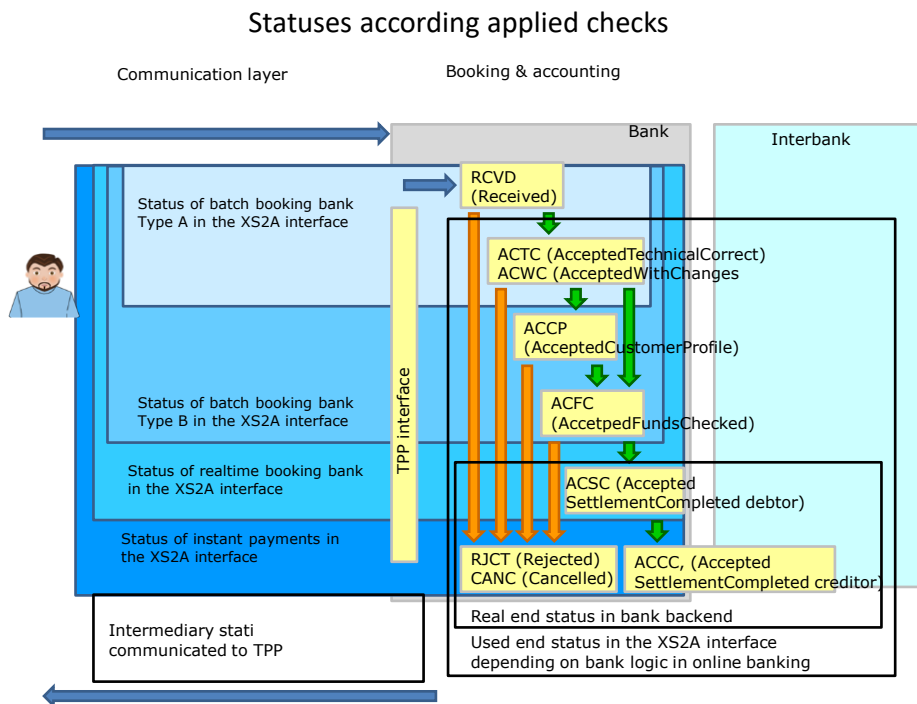 Statuses according applied checks
Communication layer
Booking & accounting
Bank
Interbank
RCVD
(Received)
Status of batch booking bank
Type A in the XS2A interface
ACTC (AcceptedTechnicalCorrect)
ACWC (AcceptedWithChanges
ACCP
(AcceptedCustomerProfile)
Status of batch booking bank
Type B in the XS2A interface
ACFC
(AccetpedFundsChecked)
TPP interface
Status of realtime booking bank
in the XS2A interface
ACSC (Accepted
SettlementCompleted debtor)
Status of instant payments in
the XS2A interface
RJCT (Rejected)
CANC (Cancelled)
ACCC, (Accepted
SettlementCompleted creditor)
Real end status in bank backend
Intermediary stati
communicated to TPP
Used end status in the XS2A interface
depending on bank logic in online banking